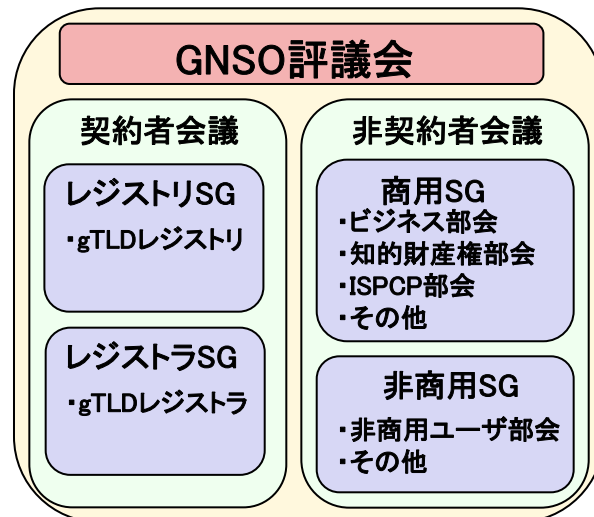 GNSO評議会
契約者会議
レジストリSG
・gTLDレジストリ
レジストラSG
・gTLDレジストラ
非契約者会議
商用SG
・ビジネス部会
・知的財産権部会
・ISPCP部会
・その他
非商用SG
・非商用ユーザ部会
・その他